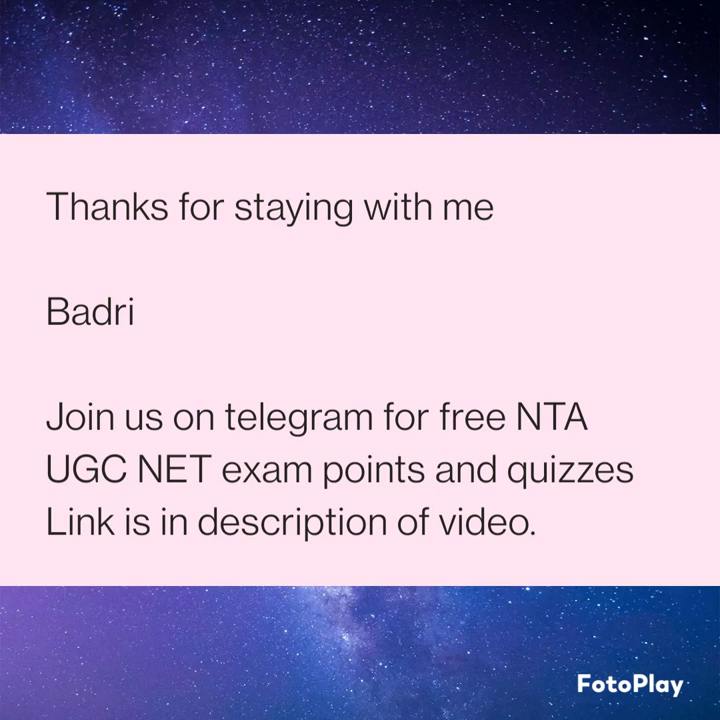 Thanks for staying with me
Badri
Join us on telegram for free NTA
UGC NET exam points and quizzes
Link is in description of video.
FotoPlay